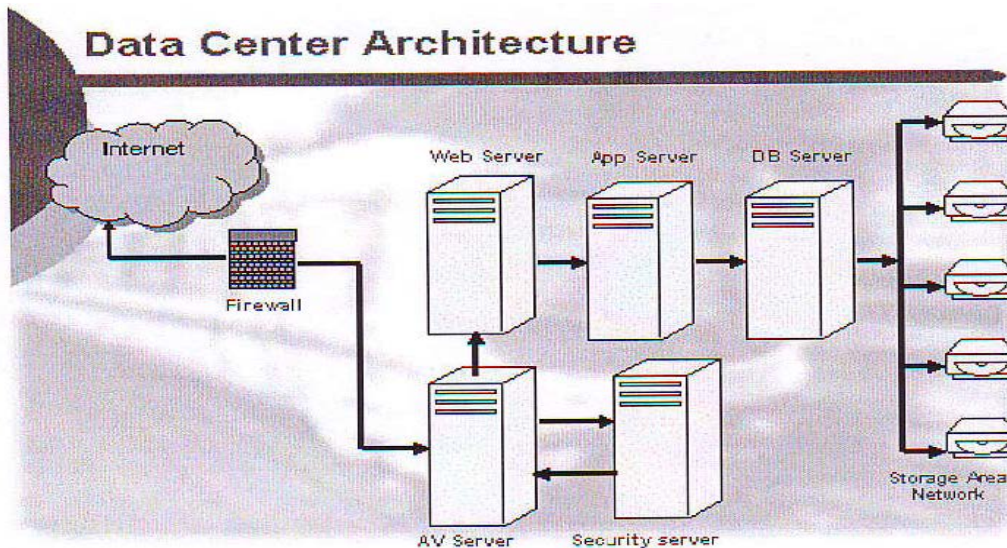 Data Center Architecture
Internet
Web Server
App Server
DB Server
Firewall
Storage Area
Network
AV Server
Security server